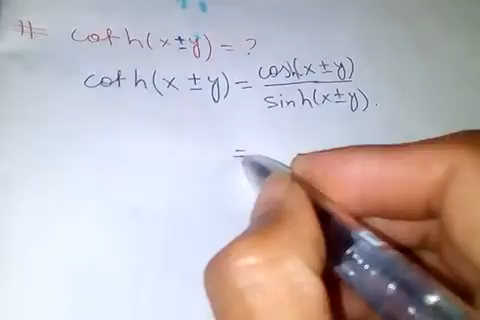 # coth(x±y) = ?
coth(x±y) = cosh(x±y) / sinh(x±y).
=